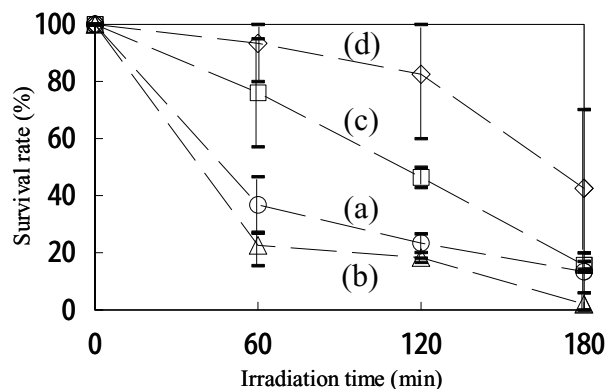 100
80
60
40
20
0
Survival rate (%)
(d)
(c)
(a)
(b)
0 60 120 180
Irradiation time (min)